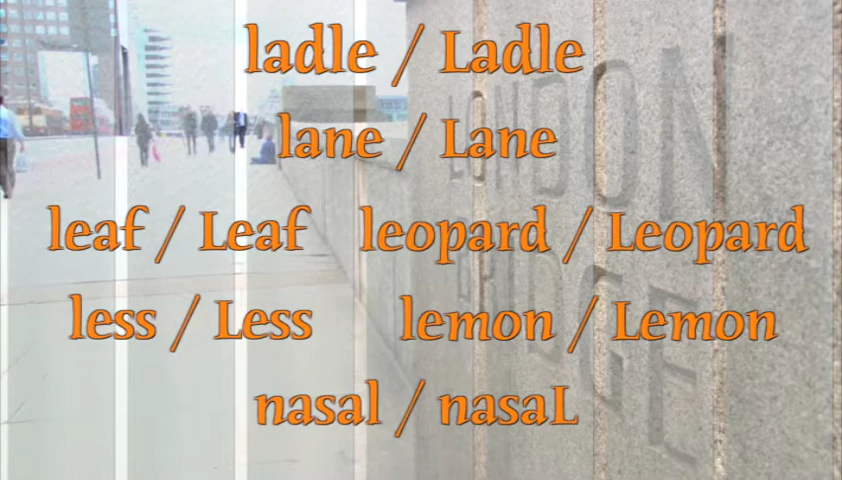 ladle / Ladle
lane / Lane
leaf / Leaf leopard / Leopard
less / Less lemon / Lemon
nasal / nasaL
LONDON
BRIDGE